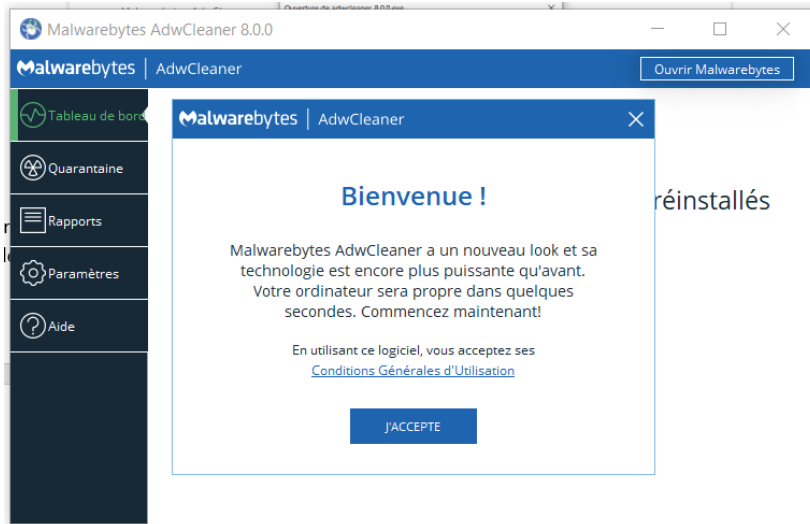 Malwarebytes AdwCleaner 8.0.0
Malwarebytes | AdwCleaner
Ouvrir Malwarebytes
Tableau de bord
Quarantaine
Rapports
Paramètres
Aide
Malwarebytes | AdwCleaner
Bienvenue !
Malwarebytes AdwCleaner a un nouveau look et sa
technologie est encore plus puissante qu'avant.
Votre ordinateur sera propre dans quelques
secondes. Commencez maintenant!
En utilisant ce logiciel, vous acceptez ses
Conditions Générales d'Utilisation
J'ACCEPTE
réinstallés